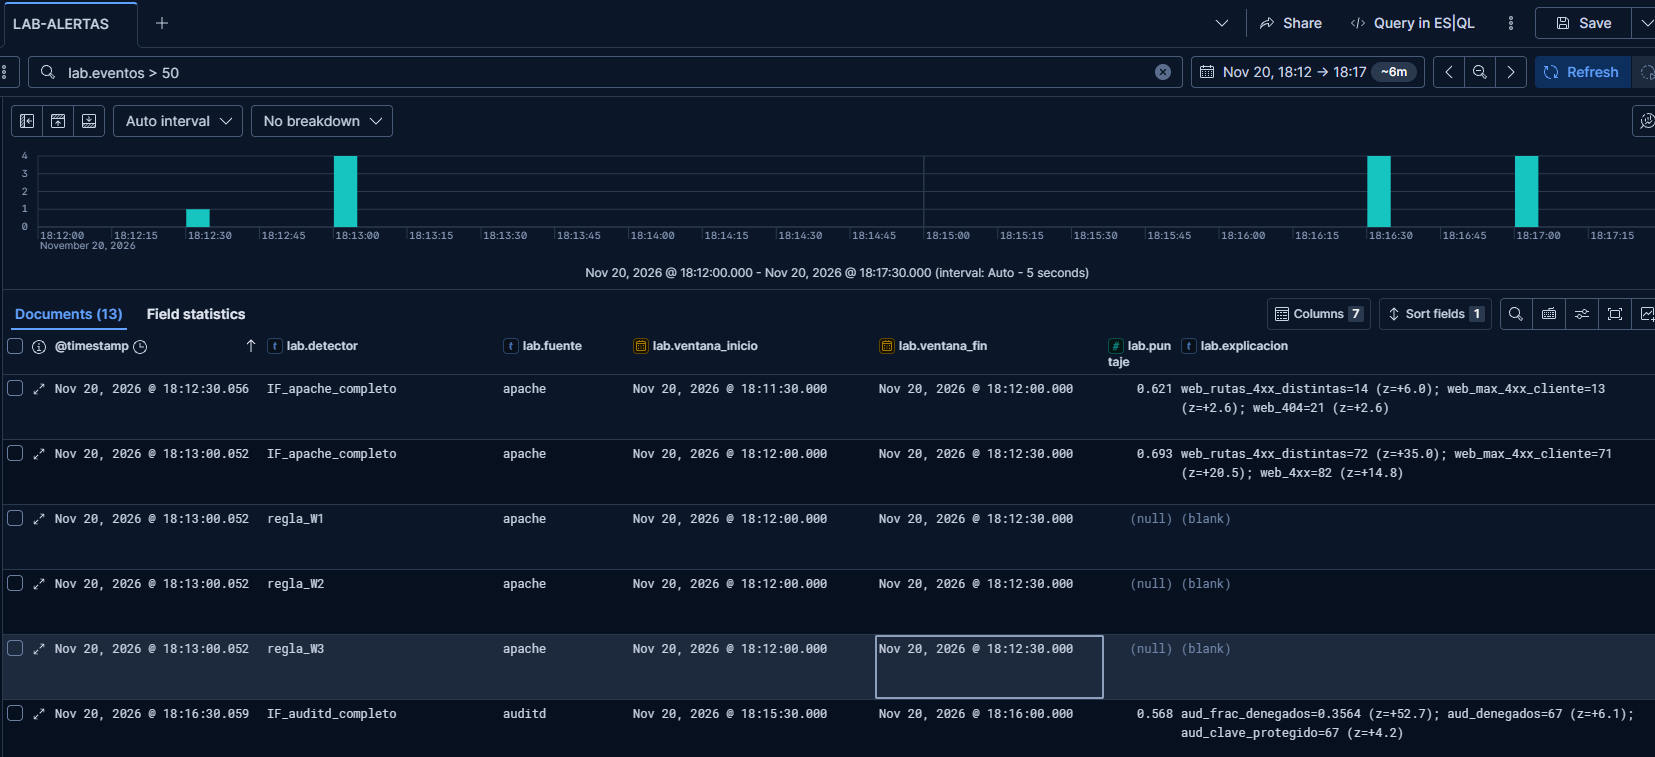 LAB-ALERTAS
Share
Query in ES|QL
Save
lab.eventos > 50
Nov 20, 18:12 → 18:17 ~6m
Refresh
Auto interval
No breakdown
4
3
2
1
0
18:12:00 18:12:15 18:12:30 18:12:45 18:13:00 18:13:15 18:13:30 18:13:45 18:14:00 18:14:15 18:14:30 18:14:45 18:15:00 18:15:15 18:15:30 18:15:45 18:16:00 18:16:15 18:16:30 18:16:45 18:17:00 18:17:15
November 20, 2026
Nov 20, 2026 @ 18:12:00.000 - Nov 20, 2026 @ 18:17:30.000 (interval: Auto - 5 seconds)
Documents (13) Field statistics
Columns 7
Sort fields 1
@timestamp ↑ t lab.detector t lab.fuente lab.ventana_inicio lab.ventana_fin # lab.pun t lab.explicacion
taje
Nov 20, 2026 @ 18:12:30.056 IF_apache_completo apache Nov 20, 2026 @ 18:11:30.000 Nov 20, 2026 @ 18:12:00.000 0.621 web_rutas_4xx_distintas=14 (z=+6.0); web_max_4xx_cliente=13
(z=+2.6); web_404=21 (z=+2.6)
Nov 20, 2026 @ 18:13:00.052 IF_apache_completo apache Nov 20, 2026 @ 18:12:00.000 Nov 20, 2026 @ 18:12:30.000 0.693 web_rutas_4xx_distintas=72 (z=+35.0); web_max_4xx_cliente=71
(z=+20.5); web_4xx=82 (z=+14.8)
Nov 20, 2026 @ 18:13:00.052 regla_W1 apache Nov 20, 2026 @ 18:12:00.000 Nov 20, 2026 @ 18:12:30.000 (null) (blank)
Nov 20, 2026 @ 18:13:00.052 regla_W2 apache Nov 20, 2026 @ 18:12:00.000 Nov 20, 2026 @ 18:12:30.000 (null) (blank)
Nov 20, 2026 @ 18:13:00.052 regla_W3 apache Nov 20, 2026 @ 18:12:00.000 Nov 20, 2026 @ 18:12:30.000 (null) (blank)
Nov 20, 2026 @ 18:16:30.059 IF_auditd_completo auditd Nov 20, 2026 @ 18:15:30.000 Nov 20, 2026 @ 18:16:00.000 0.568 aud_frac_denegados=0.3564 (z=+52.7); aud_denegados=67 (z=+6.1);
aud_clave_protegido=67 (z=+4.2)